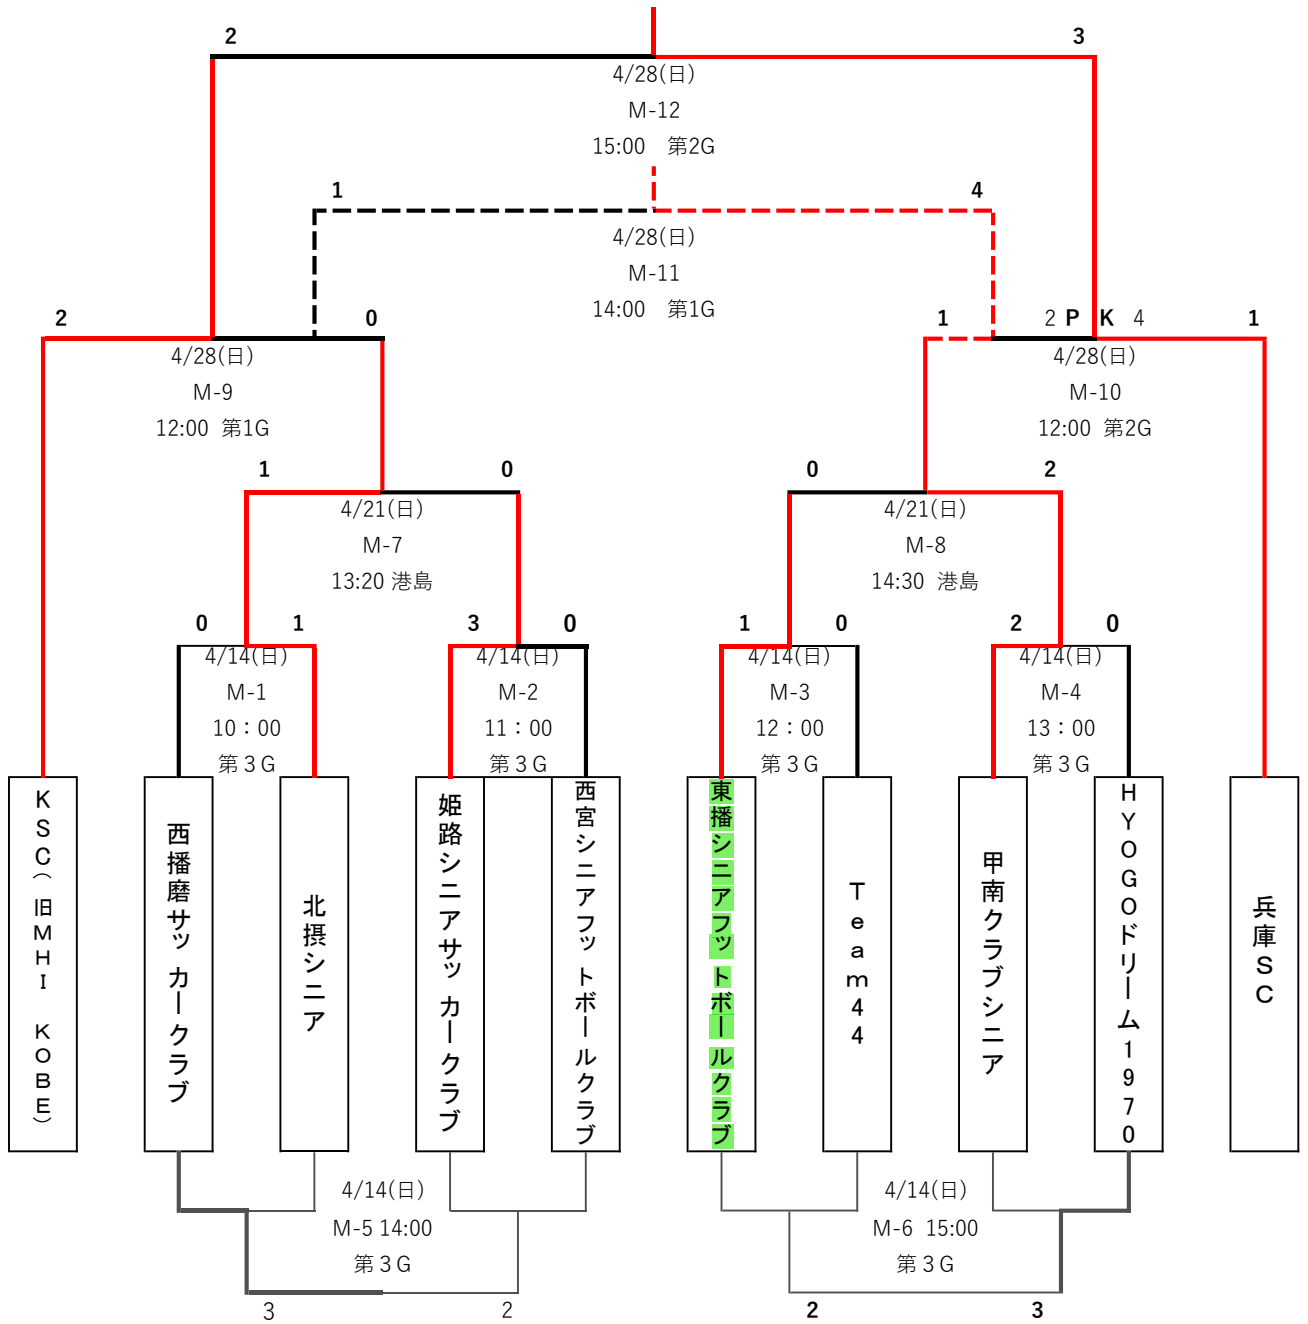 2
3
4/28(日)
M-12
15:00　第2G
1
4
4/28(日)
M-11
14:00　第1G
2
0
1
2 P K 4
1
4/28(日)
M-9
12:00 第1G
4/28(日)
M-10
12:00 第2G
1
0
0
2
4/21(日)
M-7
13:20 港島
4/21(日)
M-8
14:30 港島
0
1
3
0
1
0
2
0
4/14(日)
M-1
10：00
第３G
4/14(日)
M-2
11：00
第３G
4/14(日)
M-3
12：00
第３G
4/14(日)
M-4
13：00
第３G
KSC（旧MHI　KOBE）
西播磨サッカークラブ
北摂シニア
姫路シニアサッカークラブ
西宮シニアフットボールクラブ
東播シニアフットボールクラブ
Team44
甲南クラブシニア
HYOGOドリーム1970
兵庫SC
4/14(日)
M-5 14:00
第３G
3
2
4/14(日)
M-6 15:00
第３G
2
3